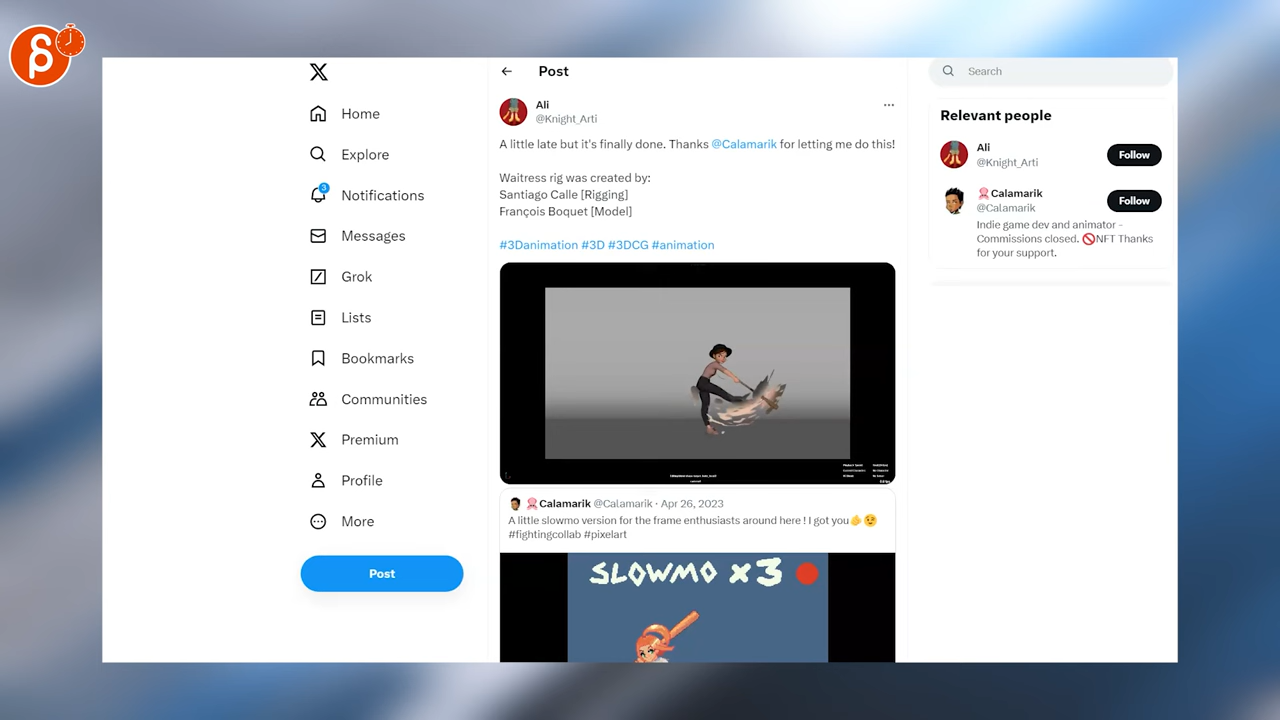 Post
Search
Ali
@Knight_Arti
A little late but it's finally done. Thanks @Calamarik for letting me do this!
Waitress rig was created by:
Santiago Calle [Rigging]
François Boquet [Model]
#3Danimation #3D #3DCG #animation
Calamarik @Calamarik · Apr 26, 2023
A little slowmo version for the frame enthusiasts around here ! I got you🫵😉
#fightingcollab #pixelart
SLOWMO x3
Home
Explore
3
Notifications
Messages
Grok
Lists
Bookmarks
Communities
Premium
Profile
More
Post
Relevant people
Ali
@Knight_Arti
Follow
Calamarik
@Calamarik
Follow
Indie game dev and animator -
Commissions closed. 🚫NFT Thanks
for your support.